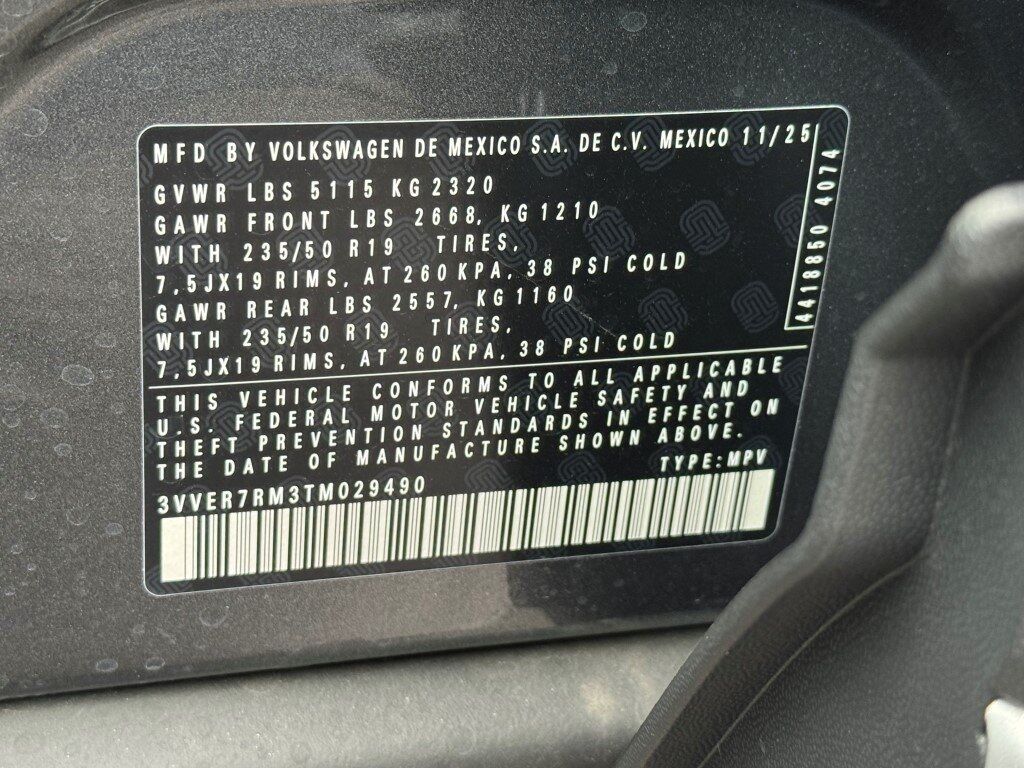 MFD BY VOLKSWAGEN DE MEXICO S.A. DE C.V. MEXICO 11/25
GVWR LBS 5115 KG 2320
GAWR FRONT LBS 2668, KG 1210
WITH 235/50 R19 TIRES,
7,5JX19 RIMS, AT 260 KPA, 38 PSI COLD
GAWR REAR LBS 2557, KG 1160
WITH 235/50 R19 TIRES,
7,5JX19 RIMS, AT 260 KPA, 38 PSI COLD
4418850 4074
THIS VEHICLE CONFORMS TO ALL APPLICABLE
U.S. FEDERAL MOTOR VEHICLE SAFETY AND
THEFT PREVENTION STANDARDS IN EFFECT ON
THE DATE OF MANUFACTURE SHOWN ABOVE.
TYPE:MPV
3VVER7RM3TM029490